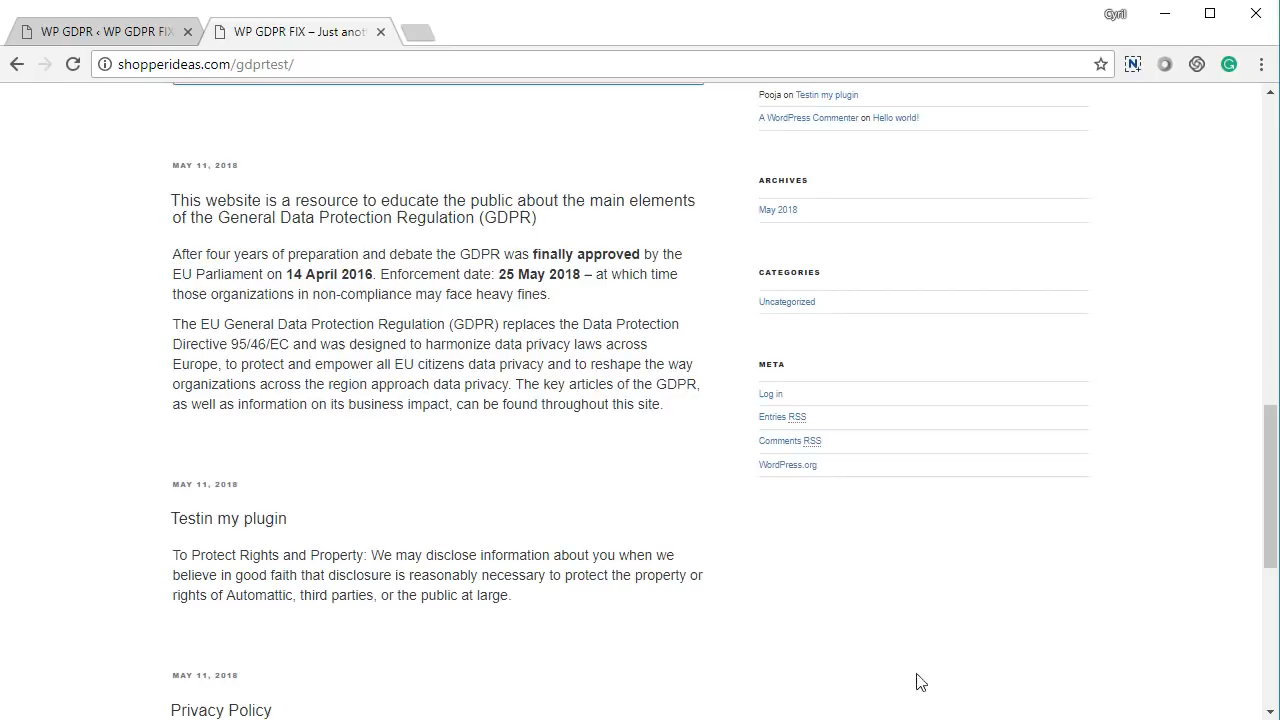 Cyril
WP GDPR ‹ WP GDPR FIX
WP GDPR FIX – Just anot
shopperideas.com/gdprtest/
Pooja on Testin my plugin
A WordPress Commenter on Hello world!
MAY 11, 2018
This website is a resource to educate the public about the main elements
of the General Data Protection Regulation (GDPR)
After four years of preparation and debate the GDPR was finally approved by the
EU Parliament on 14 April 2016. Enforcement date: 25 May 2018 – at which time
those organizations in non-compliance may face heavy fines.
The EU General Data Protection Regulation (GDPR) replaces the Data Protection
Directive 95/46/EC and was designed to harmonize data privacy laws across
Europe, to protect and empower all EU citizens data privacy and to reshape the way
organizations across the region approach data privacy. The key articles of the GDPR,
as well as information on its business impact, can be found throughout this site.
MAY 11, 2018
Testin my plugin
To Protect Rights and Property: We may disclose information about you when we
believe in good faith that disclosure is reasonably necessary to protect the property or
rights of Automattic, third parties, or the public at large.
MAY 11, 2018
Privacy Policy
ARCHIVES
May 2018
CATEGORIES
Uncategorized
META
Log in
Entries RSS
Comments RSS
WordPress.org